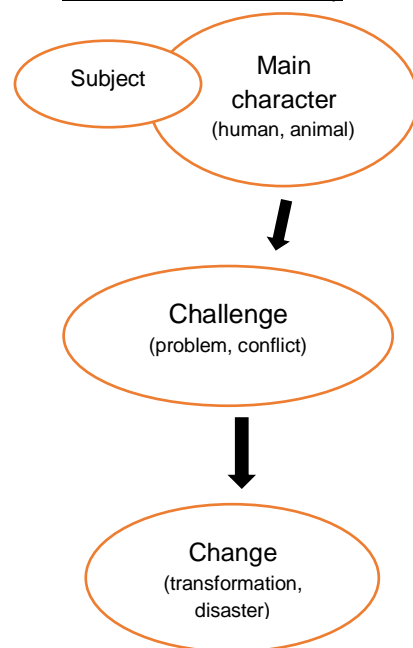 Subject
Main
character
(human, animal)
Challenge
(problem, conflict)
Change
(transformation,
disaster)